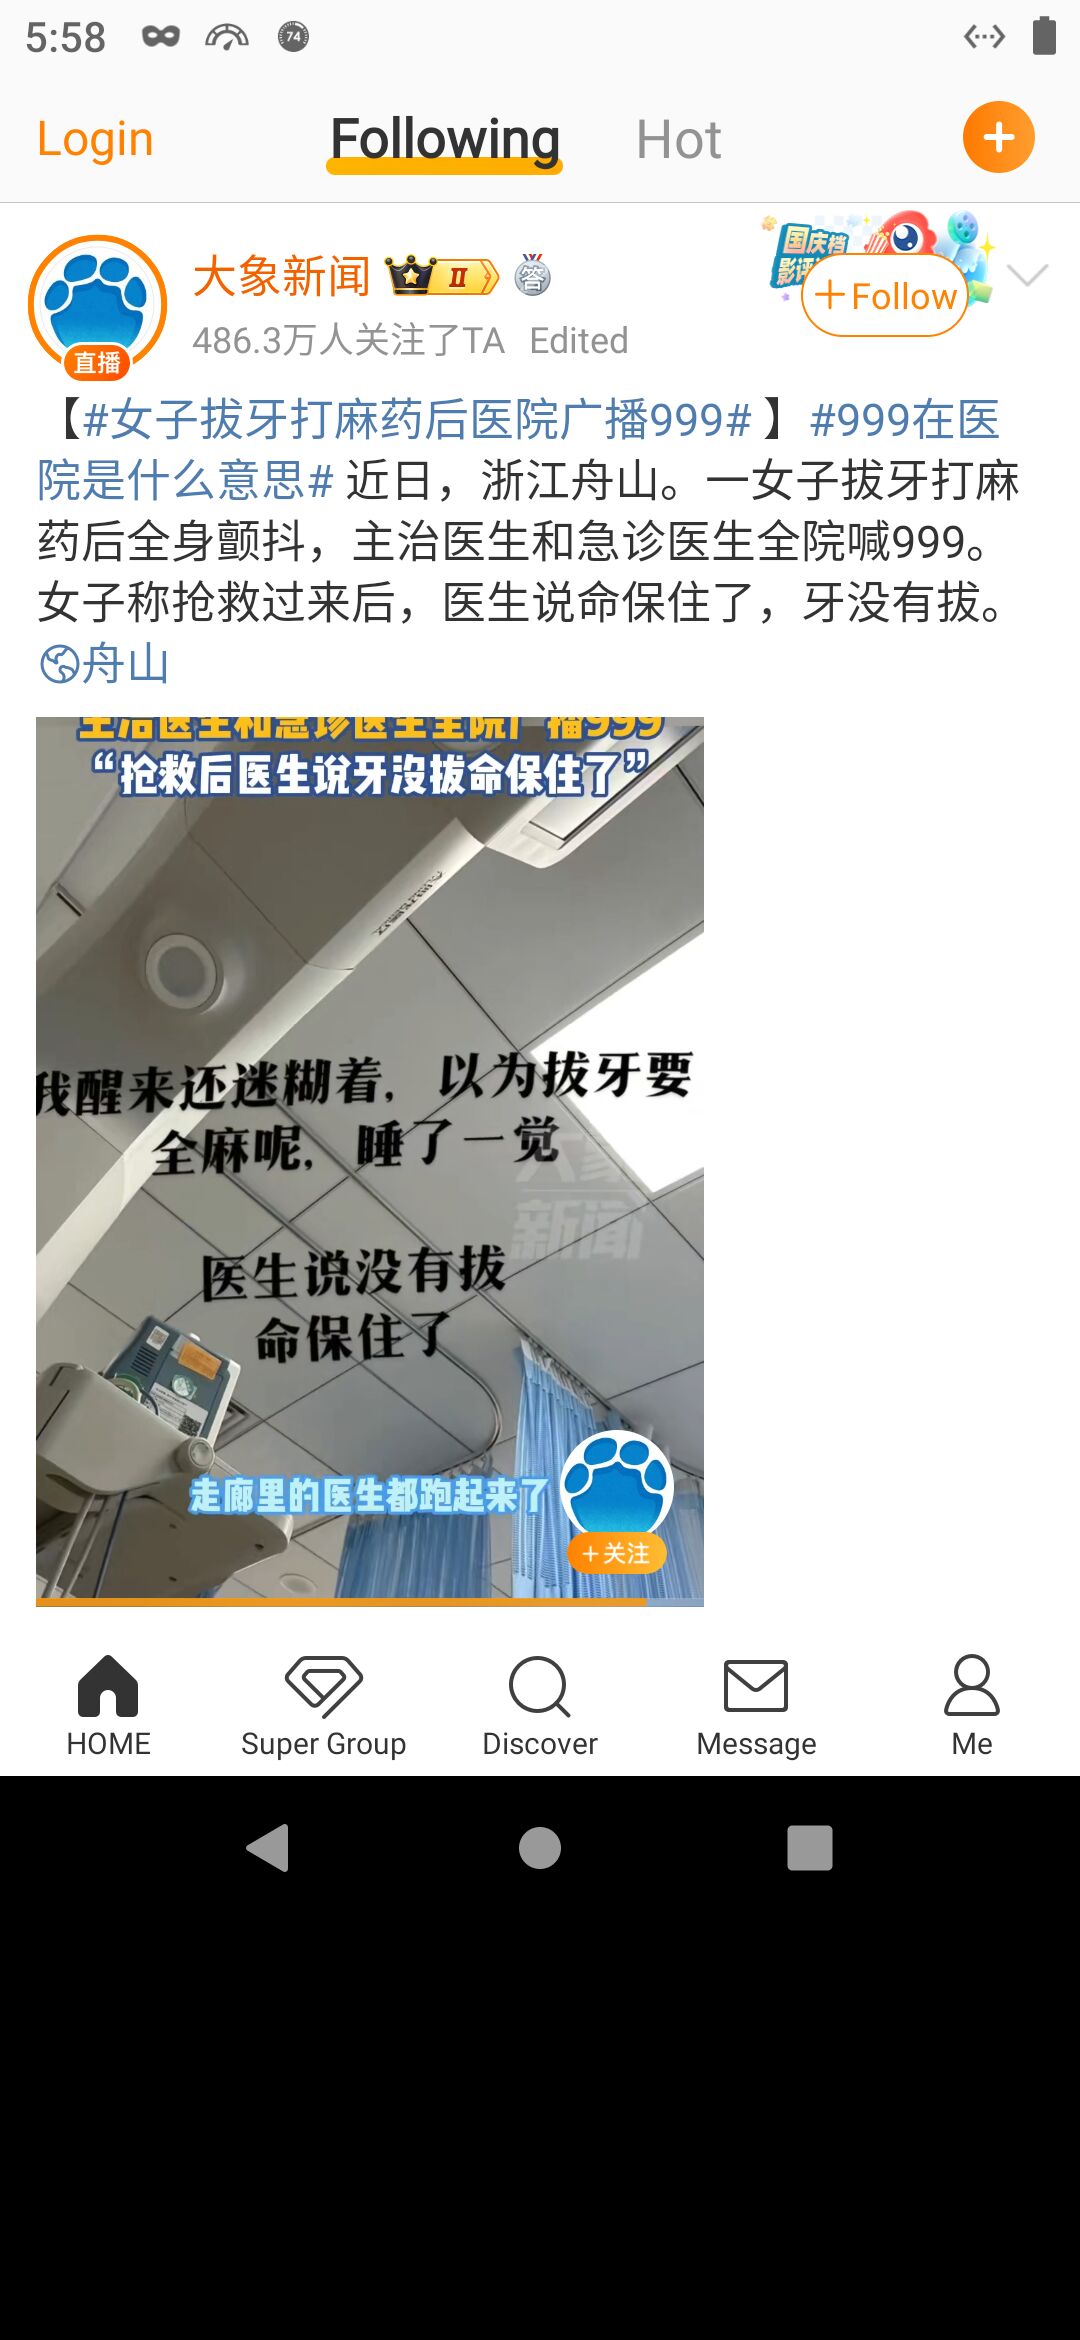 5:58
74
Login
Following
Hot
国庆档
大象新闻
II
答
+Follow
486.3万人关注了TA Edited
直播
【#女子拔牙打麻药后医院广播999#】#999在医
院是什么意思# 近日，浙江舟山。一女子拔牙打麻
药后全身颤抖，主治医生和急诊医生全院喊999。
女子称抢救过来后，医生说命保住了，牙没有拔。
舟山
主治医生和急诊医生全院广播999
“抢救后医生说牙没拔命保住了”
我醒来还迷糊着，以为拔牙要
全麻呢，睡了一觉
大象
新闻
医生说没有拔
命保住了
走廊里的医生都跑起来了
+关注
HOME
Super Group
Discover
Message
Me